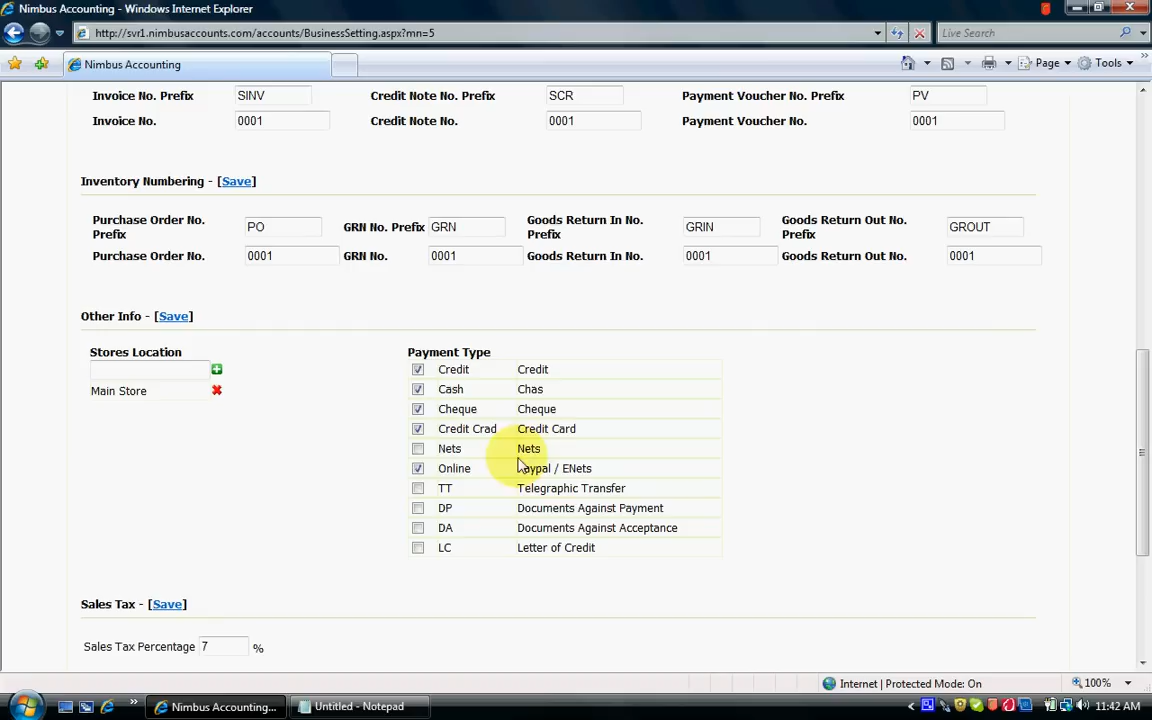 Nimbus Accounting - Windows Internet Explorer
http://svr1.nimbusaccounts.com/accounts/BusinessSetting.aspx?mn=5
Live Search
Nimbus Accounting
Page
Tools
Invoice No. Prefix SINV Credit Note No. Prefix SCR Payment Voucher No. Prefix PV
Invoice No. 0001 Credit Note No. 0001 Payment Voucher No. 0001
Inventory Numbering - [Save]
Purchase Order No. Prefix PO GRN No. Prefix GRN Goods Return In No. Prefix GRIN Goods Return Out No. Prefix GROUT
Purchase Order No. 0001 GRN No. 0001 Goods Return In No. 0001 Goods Return Out No. 0001
Other Info - [Save]
Stores Location
Main Store
Payment Type
Credit Credit
Cash Chas
Cheque Cheque
Credit Crad Credit Card
Nets Nets
Online Paypal / ENets
TT Telegraphic Transfer
DP Documents Against Payment
DA Documents Against Acceptance
LC Letter of Credit
Sales Tax - [Save]
Sales Tax Percentage 7 %
Internet | Protected Mode: On
100%
Nimbus Accounting...
Untitled - Notepad
11:42 AM